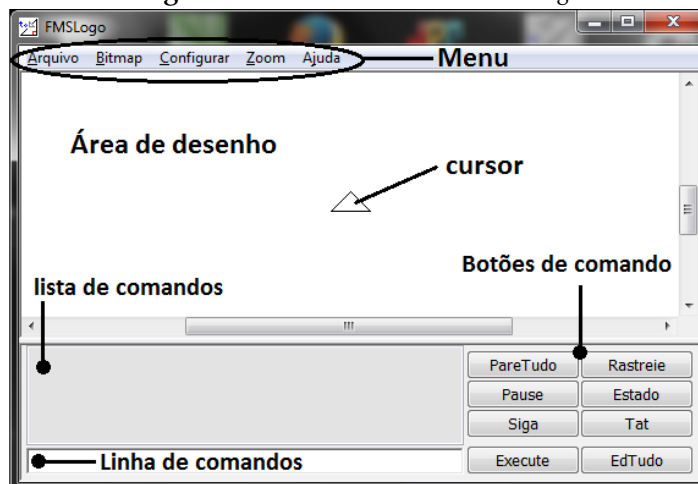 FMSLogo
Arquivo Bitmap Configurar Zoom Ajuda Menu
Área de desenho
cursor
Botões de comando
lista de comandos
PareTudo Rastreie
Pause Estado
Siga Tat
Linha de comandos Execute EdTudo